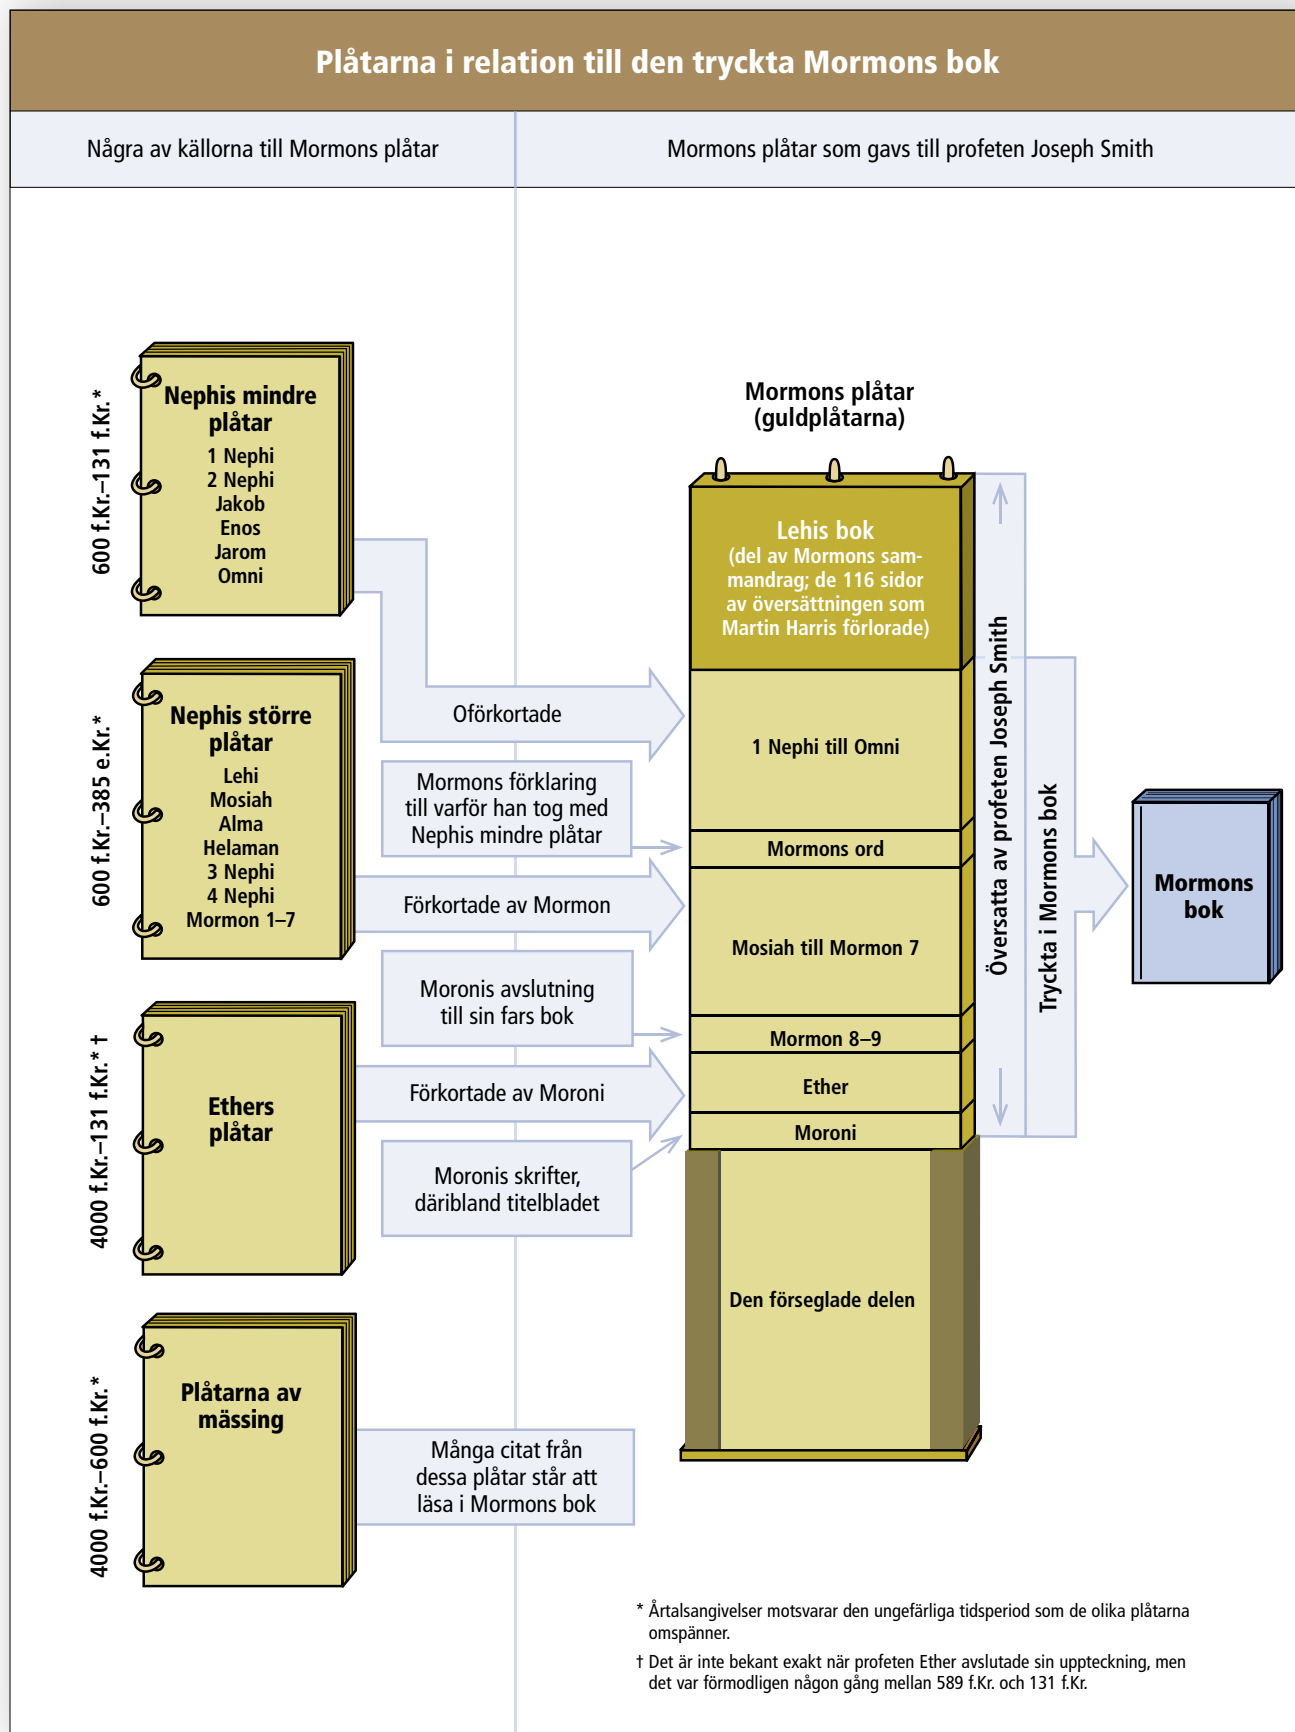 Plåtarna i relation till den tryckta Mormons bok
Några av källorna till Mormons plåtar
Mormons plåtar som gavs till profeten Joseph Smith
600 f.Kr.–131 f.Kr.*
Nephis mindre
plåtar
1 Nephi
2 Nephi
Jakob
Enos
Jarom
Omni
600 f.Kr.–385 e.Kr.*
Nephis större
plåtar
Lehi
Mosiah
Alma
Helaman
3 Nephi
4 Nephi
Mormon 1–7
4000 f.Kr.–131 f.Kr.* †
Ethers
plåtar
4000 f.Kr.–600 f.Kr.*
Plåtarna av
mässing
Oförkortade
Mormons förklaring
till varför han tog med
Nephis mindre plåtar
Förkortade av Mormon
Moronis avslutning
till sin fars bok
Förkortade av Moroni
Moronis skrifter,
däribland titelbladet
Många citat från
dessa plåtar står att
läsa i Mormons bok
Mormons plåtar
(guldplåtarna)
Lehis bok
(del av Mormons sam-
mandrag; de 116 sidor
av översättningen som
Martin Harris förlorade)
1 Nephi till Omni
Mormons ord
Mosiah till Mormon 7
Mormon 8–9
Ether
Moroni
Den förseglade delen
Översatta av profeten Joseph Smith
Tryckta i Mormons bok
Mormons
bok
* Årtalsangivelser motsvarar den ungefärliga tidsperiod som de olika plåtarna
omspänner.
† Det är inte bekant exakt när profeten Ether avslutade sin uppteckning, men
det var förmodligen någon gång mellan 589 f.Kr. och 131 f.Kr.